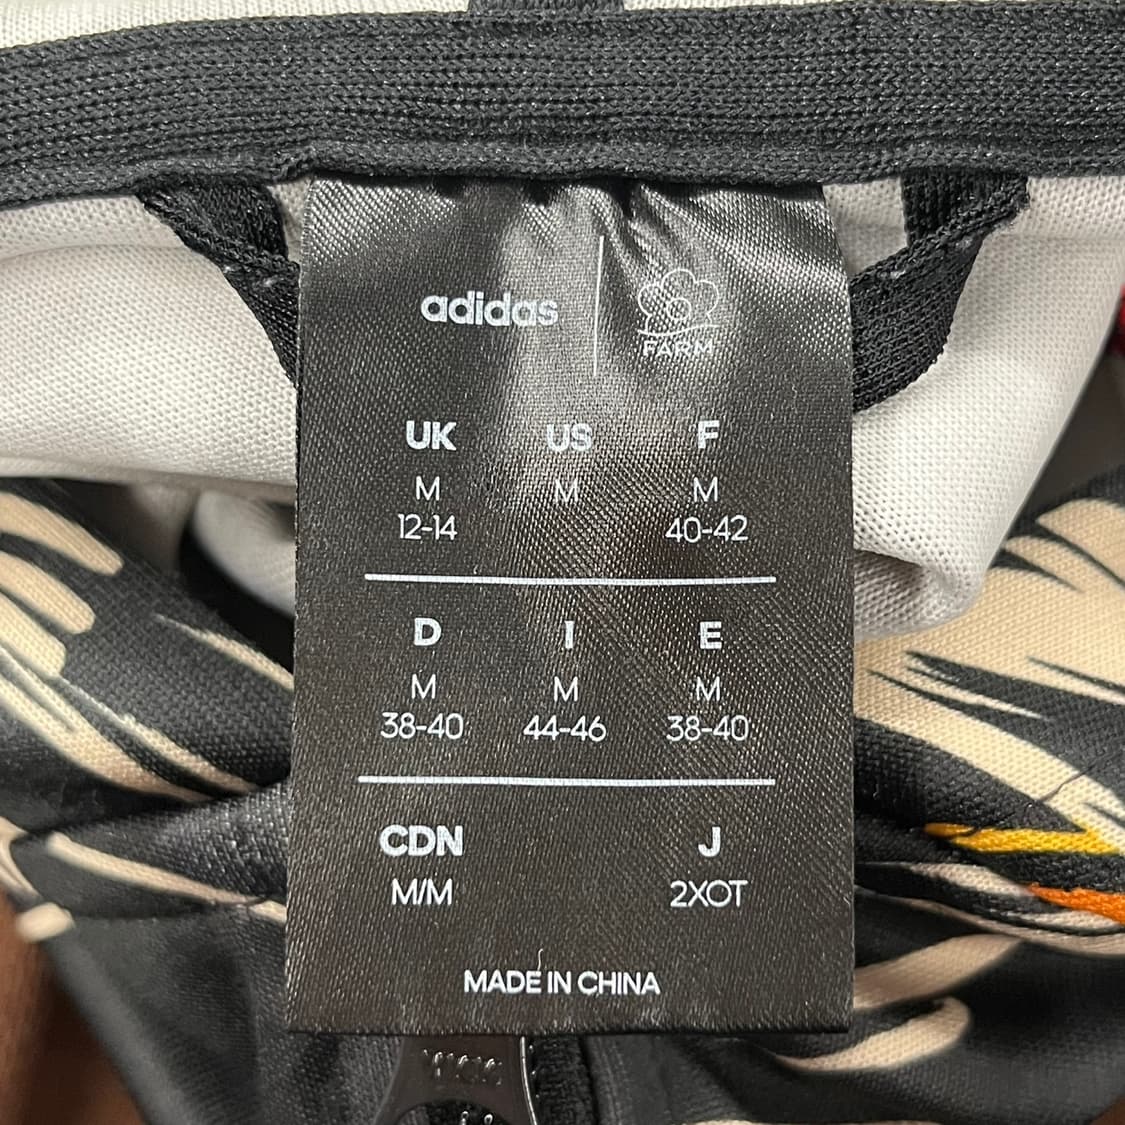 adidas FARM
UK US F
M M M
12-14 40-42
D I E
M M M
38-40 44-46 38-40
CDN J
M/M 2XOT
MADE IN CHINA